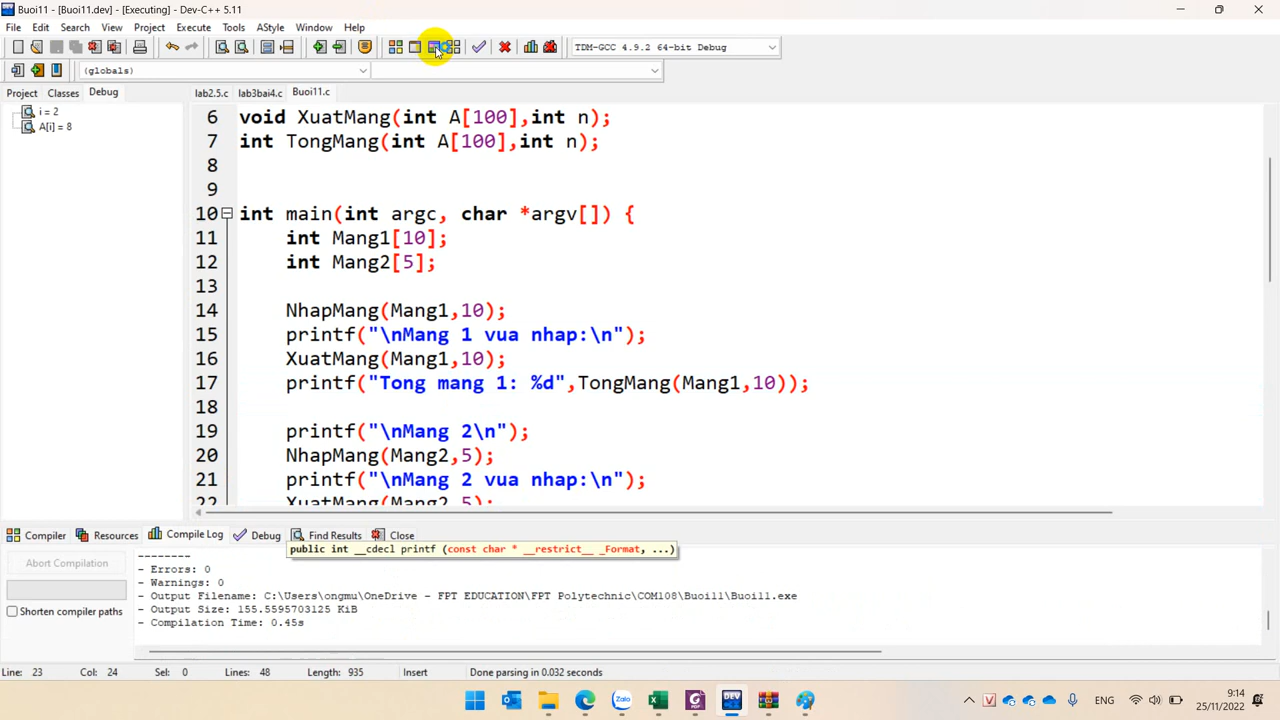 Buoi11 - [Buoi11.dev] - [Executing] - Dev-C++ 5.11
File Edit Search View Project Execute Tools AStyle Window Help
TDM-GCC 4.9.2 64-bit Debug
(globals)
Project Classes Debug
lab2.5.c lab3bai4.c Buoi11.c
i = 2
A[i] = 8
6 void XuatMang(int A[100],int n);
7 int TongMang(int A[100],int n);
8
9
10 int main(int argc, char *argv[]) {
11 int Mang1[10];
12 int Mang2[5];
13
14 NhapMang(Mang1,10);
15 printf("\nMang 1 vua nhap:\n");
16 XuatMang(Mang1,10);
17 printf("Tong mang 1: %d",TongMang(Mang1,10));
18
19 printf("\nMang 2\n");
20 NhapMang(Mang2,5);
21 printf("\nMang 2 vua nhap:\n");
22 XuatMang(Mang2,5);
Compiler Resources Compile Log Debug Find Results Close
public int __cdecl printf (const char * __restrict__ _Format, ...)
Abort Compilation
Shorten compiler paths
--------
- Errors: 0
- Warnings: 0
- Output Filename: C:\Users\ongmu\OneDrive - FPT EDUCATION\FPT Polytechnic\COM108\Buoi11\Buoi11.exe
- Output Size: 155.5595703125 KiB
- Compilation Time: 0.45s
Line: 23 Col: 24 Sel: 0 Lines: 48 Length: 935 Insert Done parsing in 0.032 seconds
Zalo
DEV
ENG
9:14
25/11/2022